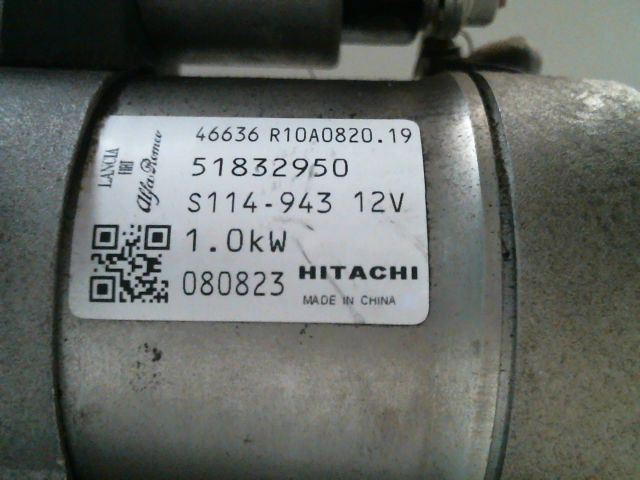 46636 R10A0820.19
51832950
S114-943 12V
1.0kW
080823 HITACHI
MADE IN CHINA
LANCIA
FIAT
Alfa Romeo